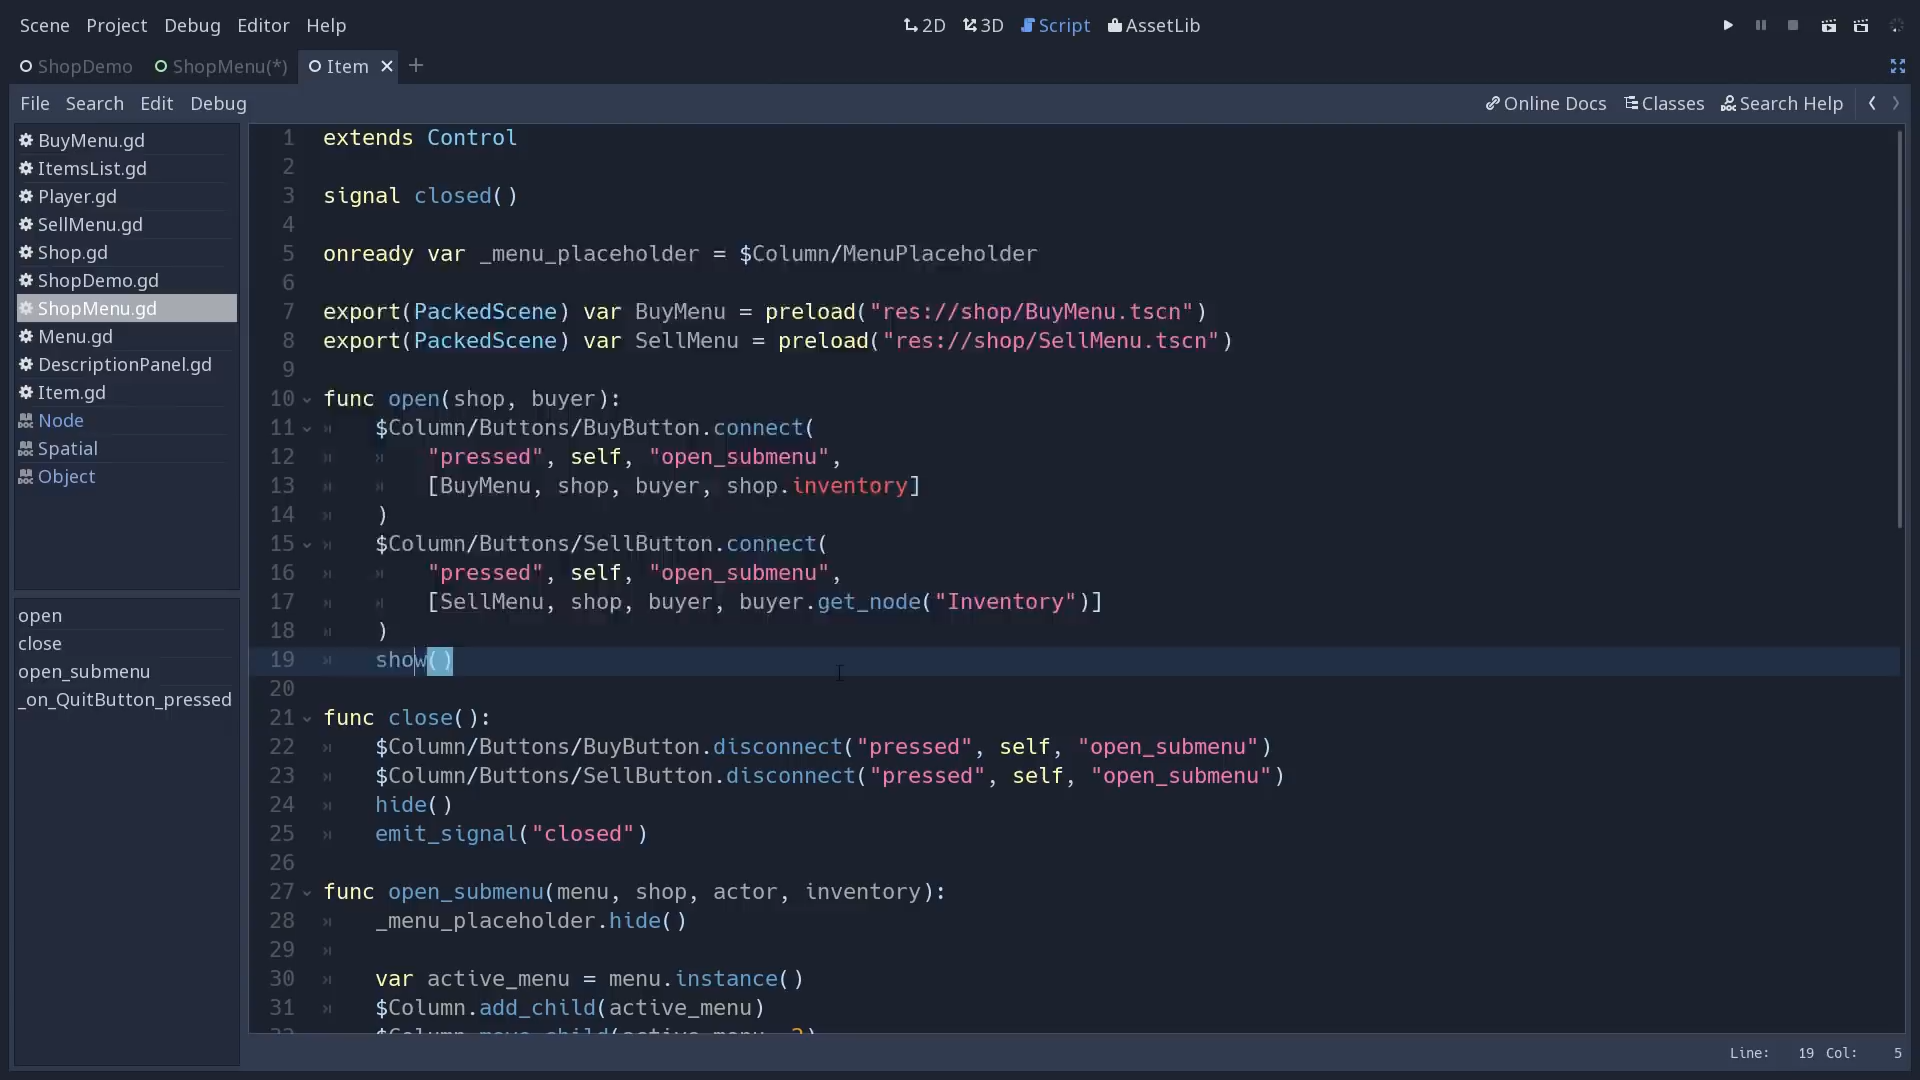 Scene Project Debug Editor Help
2D 3D Script AssetLib
ShopDemo ShopMenu(*) Item
File Search Edit Debug
Online Docs Classes Search Help
BuyMenu.gd
ItemsList.gd
Player.gd
SellMenu.gd
Shop.gd
ShopDemo.gd
ShopMenu.gd
Menu.gd
DescriptionPanel.gd
Item.gd
Node
Spatial
Object
open
close
open_submenu
_on_QuitButton_pressed
1 extends Control
2
3 signal closed()
4
5 onready var _menu_placeholder = $Column/MenuPlaceholder
6
7 export(PackedScene) var BuyMenu = preload("res://shop/BuyMenu.tscn")
8 export(PackedScene) var SellMenu = preload("res://shop/SellMenu.tscn")
9
10 func open(shop, buyer):
11 $Column/Buttons/BuyButton.connect(
12 "pressed", self, "open_submenu",
13 [BuyMenu, shop, buyer, shop.inventory]
14 )
15 $Column/Buttons/SellButton.connect(
16 "pressed", self, "open_submenu",
17 [SellMenu, shop, buyer, buyer.get_node("Inventory")]
18 )
19 show()
20
21 func close():
22 $Column/Buttons/BuyButton.disconnect("pressed", self, "open_submenu")
23 $Column/Buttons/SellButton.disconnect("pressed", self, "open_submenu")
24 hide()
25 emit_signal("closed")
26
27 func open_submenu(menu, shop, actor, inventory):
28 _menu_placeholder.hide()
29
30 var active_menu = menu.instance()
31 $Column.add_child(active_menu)
32 $Column.move_child(active_menu, 2)
Line: 19 Col: 5